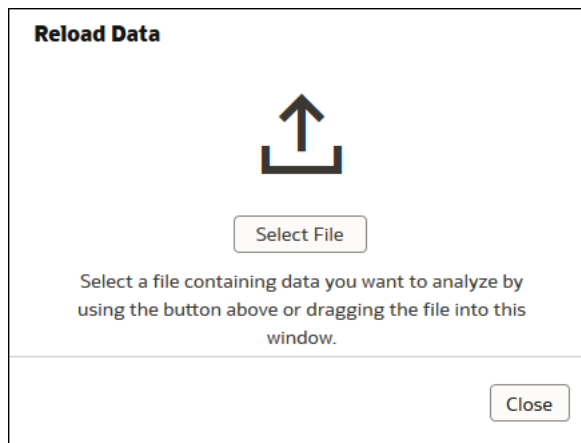 Reload Data
Select File
Select a file containing data you want to analyze by
using the button above or dragging the file into this
window.
Close